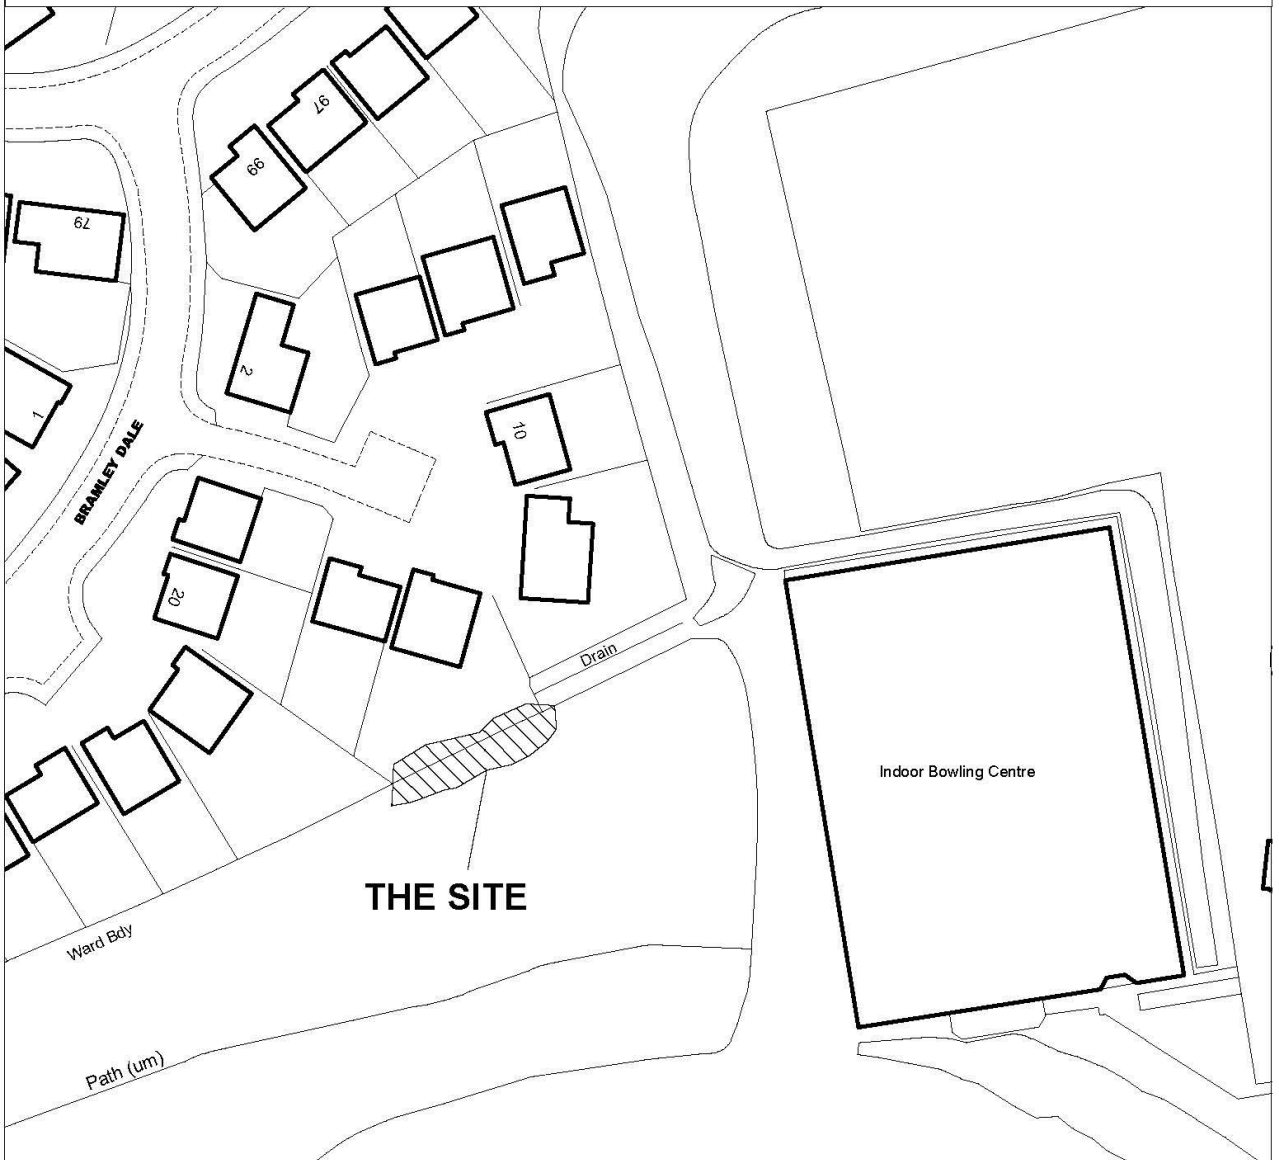 97
99
79
2
1
10
BRAMLEY DALE
20
Drain
Indoor Bowling Centre
THE SITE
Ward Bdy
Path (um)